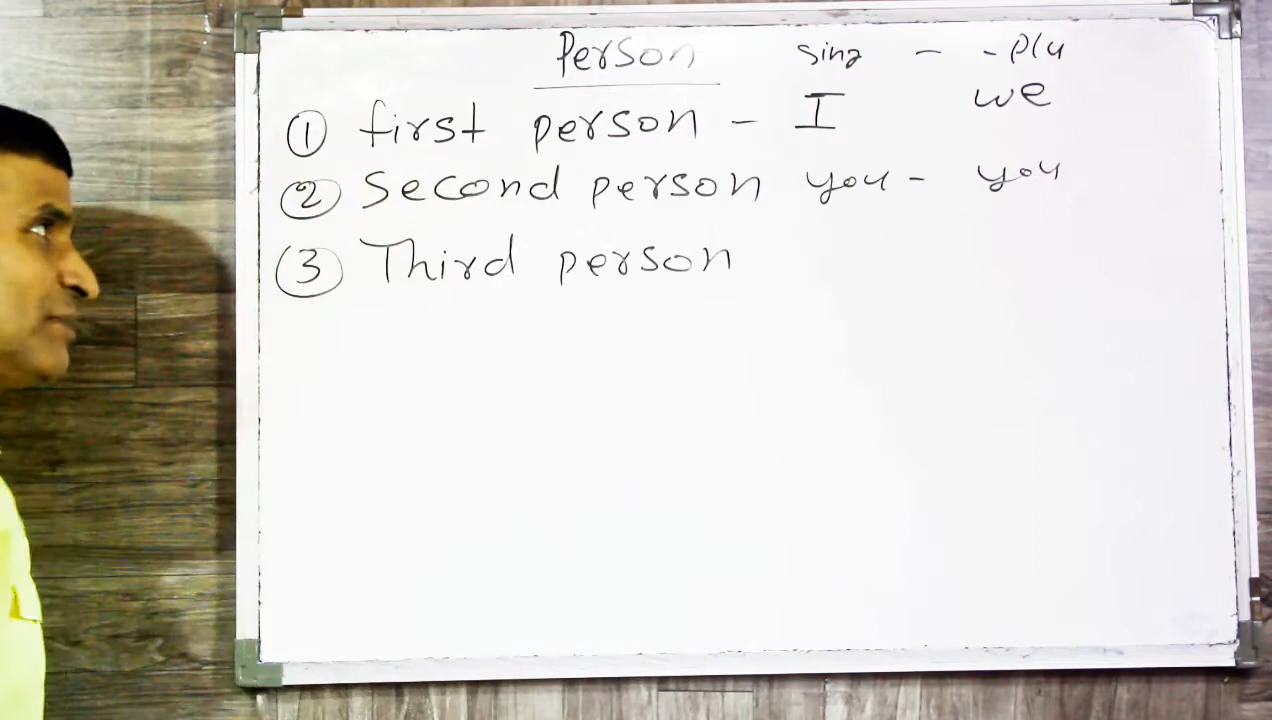 Person sing - - plu
① first person - I we
② Second person you - you
③ Third person